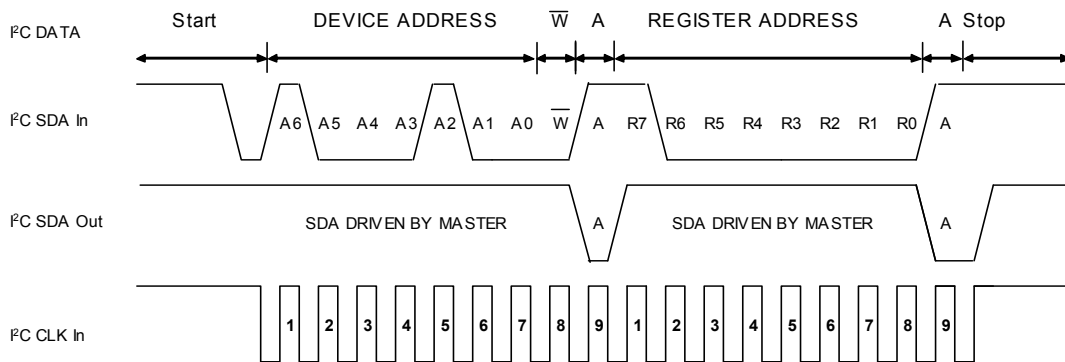 I²C DATA Start DEVICE ADDRESS W̅ A REGISTER ADDRESS A Stop
I²C SDA In A6 A5 A4 A3 A2 A1 A0 W̅ A R7 R6 R5 R4 R3 R2 R1 R0 A
I²C SDA Out SDA DRIVEN BY MASTER A SDA DRIVEN BY MASTER A
I²C CLK In 1 2 3 4 5 6 7 8 9 1 2 3 4 5 6 7 8 9